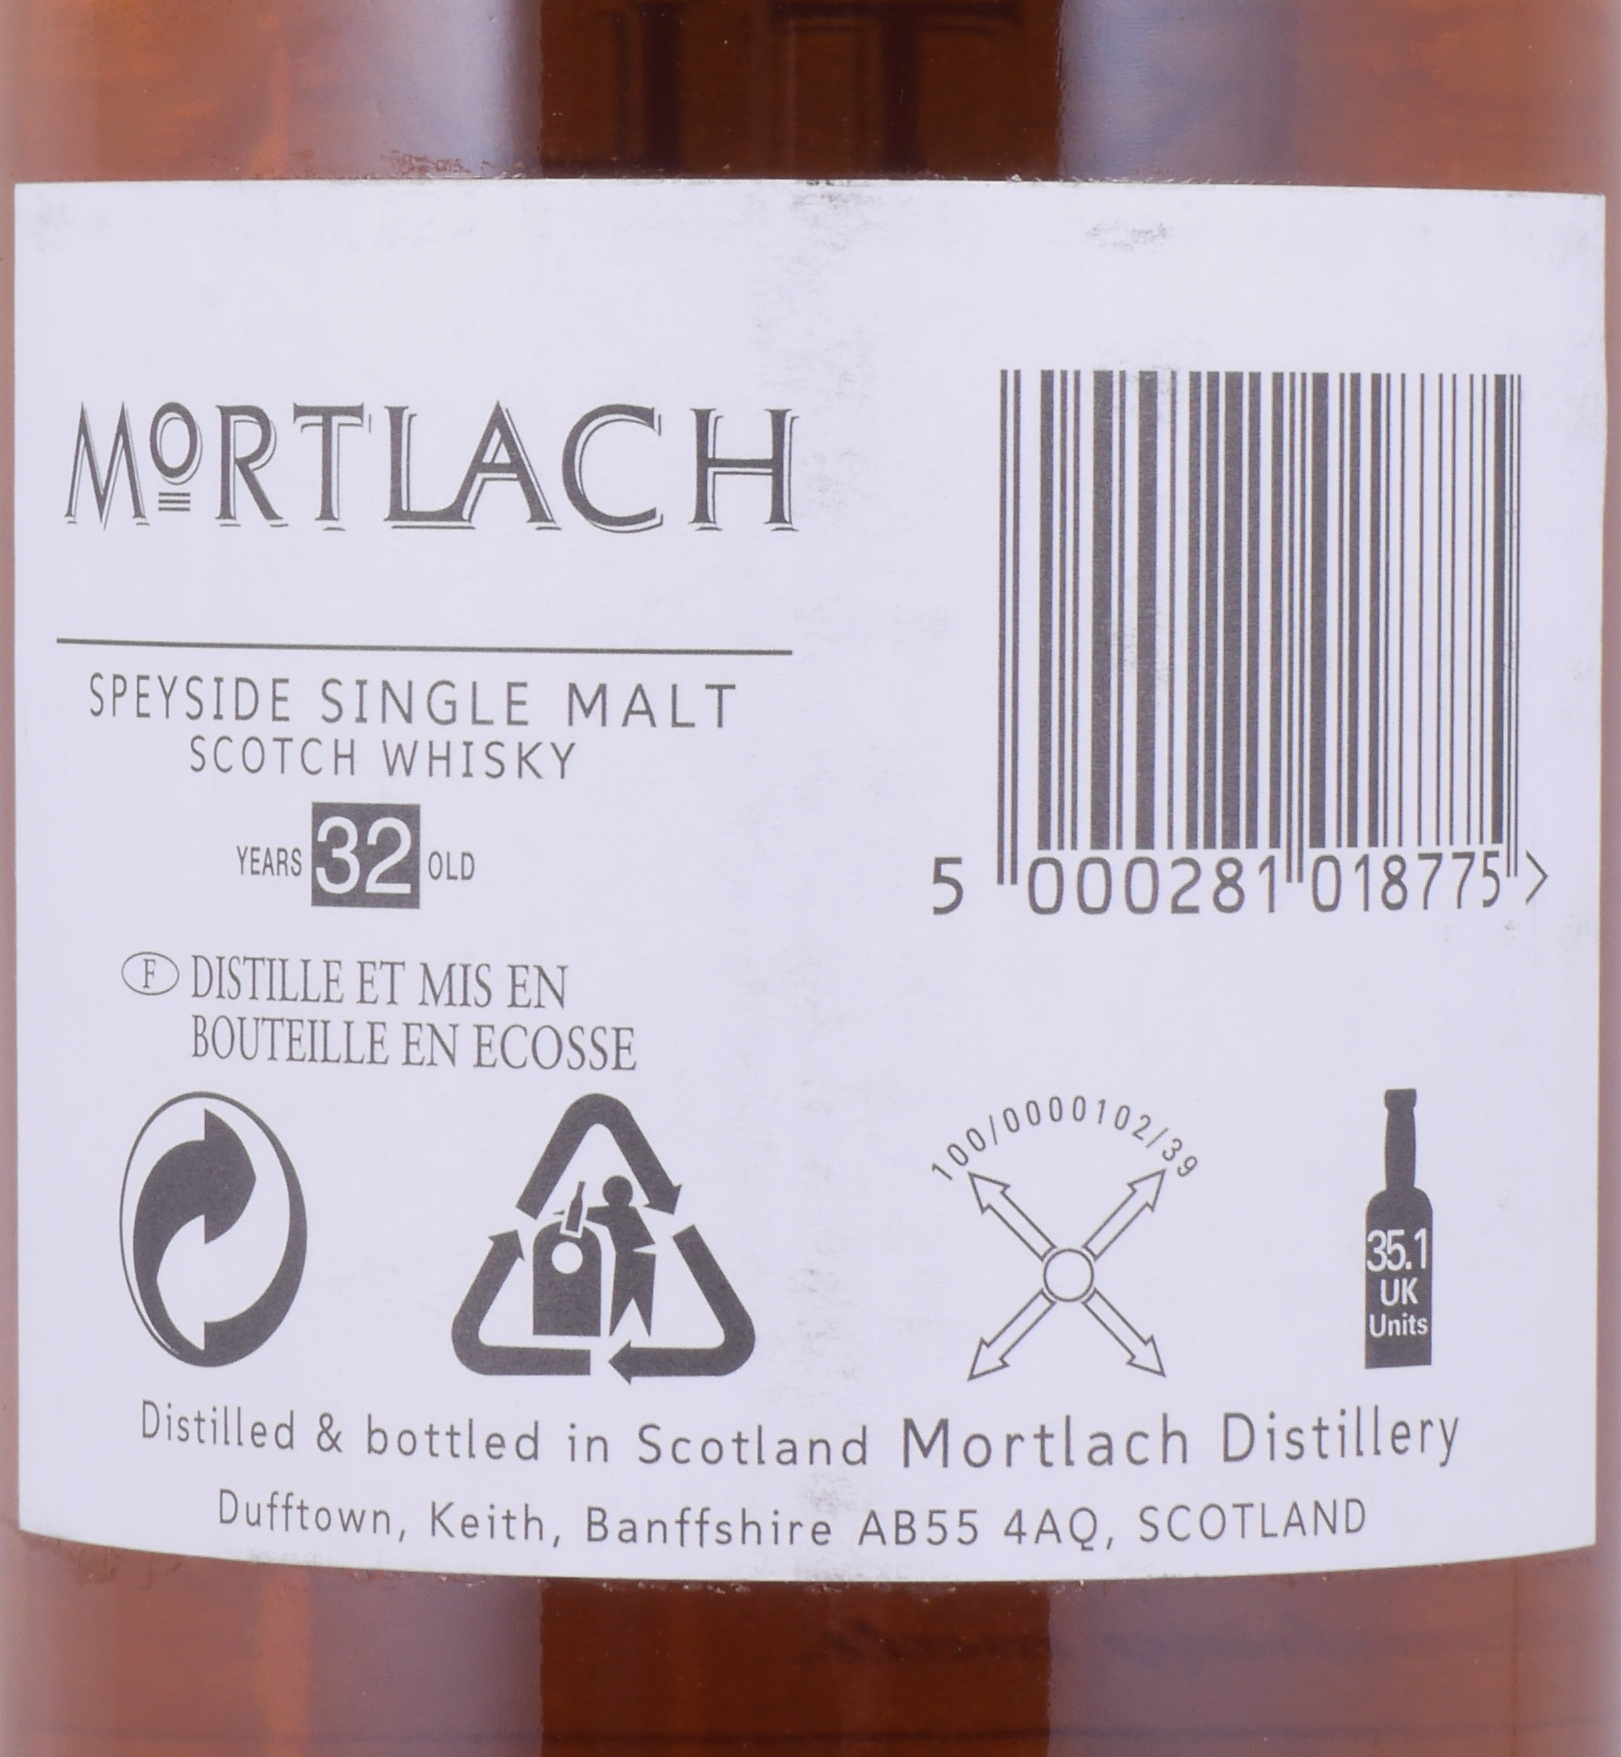 MORTLACH
SPEYSIDE SINGLE MALT
SCOTCH WHISKY
YEARS 32 OLD
F DISTILLE ET MIS EN
BOUTEILLE EN ECOSSE
5 000281 018775 >
100/0000102/39
35.1
UK
Units
Distilled & bottled in Scotland Mortlach Distillery
Dufftown, Keith, Banffshire AB55 4AQ, SCOTLAND